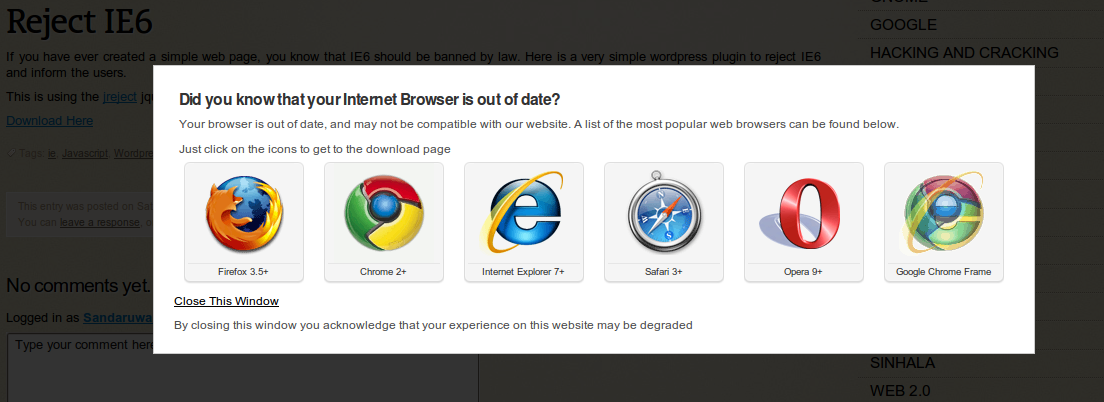 Reject IE6
If you have ever created a simple web page, you know that IE6 should be banned by law. Here is a very simple wordpress plugin to reject IE6
and inform the users.
This is using the jreject jqu
Download Here
Tags: ie, Javascript, Wordpre
This entry was posted on Sat
You can leave a response, o
No comments yet.
Logged in as Sandaruwa
Type your comment here
GNOME
GOOGLE
HACKING AND CRACKING
Did you know that your Internet Browser is out of date?
Your browser is out of date, and may not be compatible with our website. A list of the most popular web browsers can be found below.
Just click on the icons to get to the download page
Firefox 3.5+
Chrome 2+
Internet Explorer 7+
Safari 3+
Opera 9+
Google Chrome Frame
Close This Window
By closing this window you acknowledge that your experience on this website may be degraded
SINHALA
WEB 2.0